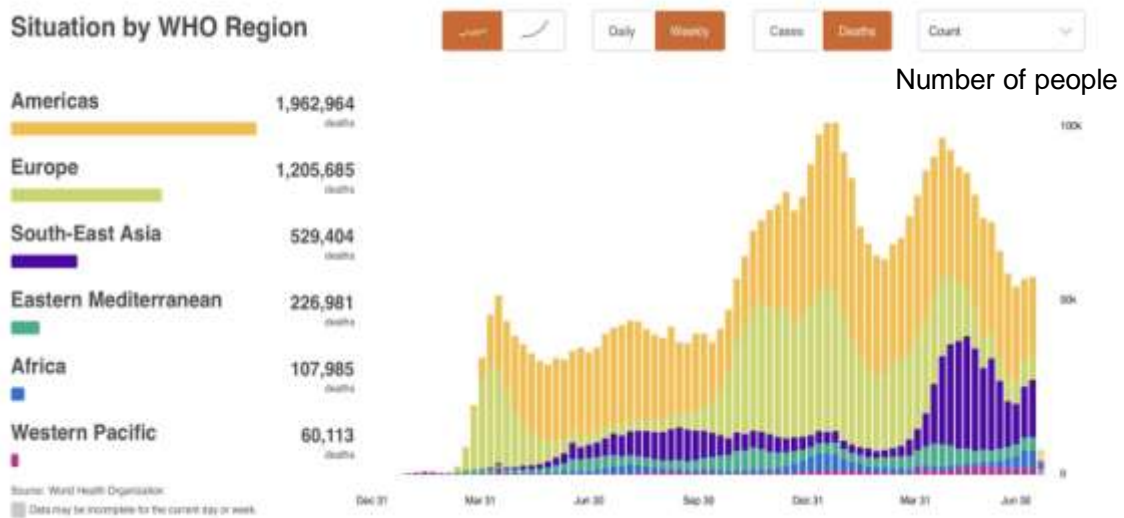 Situation by WHO Region
Daily
Weekly
Cases
Deaths
Count
Number of people
Americas
1,962,964
deaths
Europe
1,205,685
deaths
South-East Asia
529,404
deaths
Eastern Mediterranean
226,981
deaths
Africa
107,985
deaths
Western Pacific
60,113
deaths
Source: World Health Organization
Data may be incomplete for the current day or week.
100k
50k
0
Dec 31
Mar 31
Jun 30
Sep 30
Dec 31
Mar 31
Jun 30